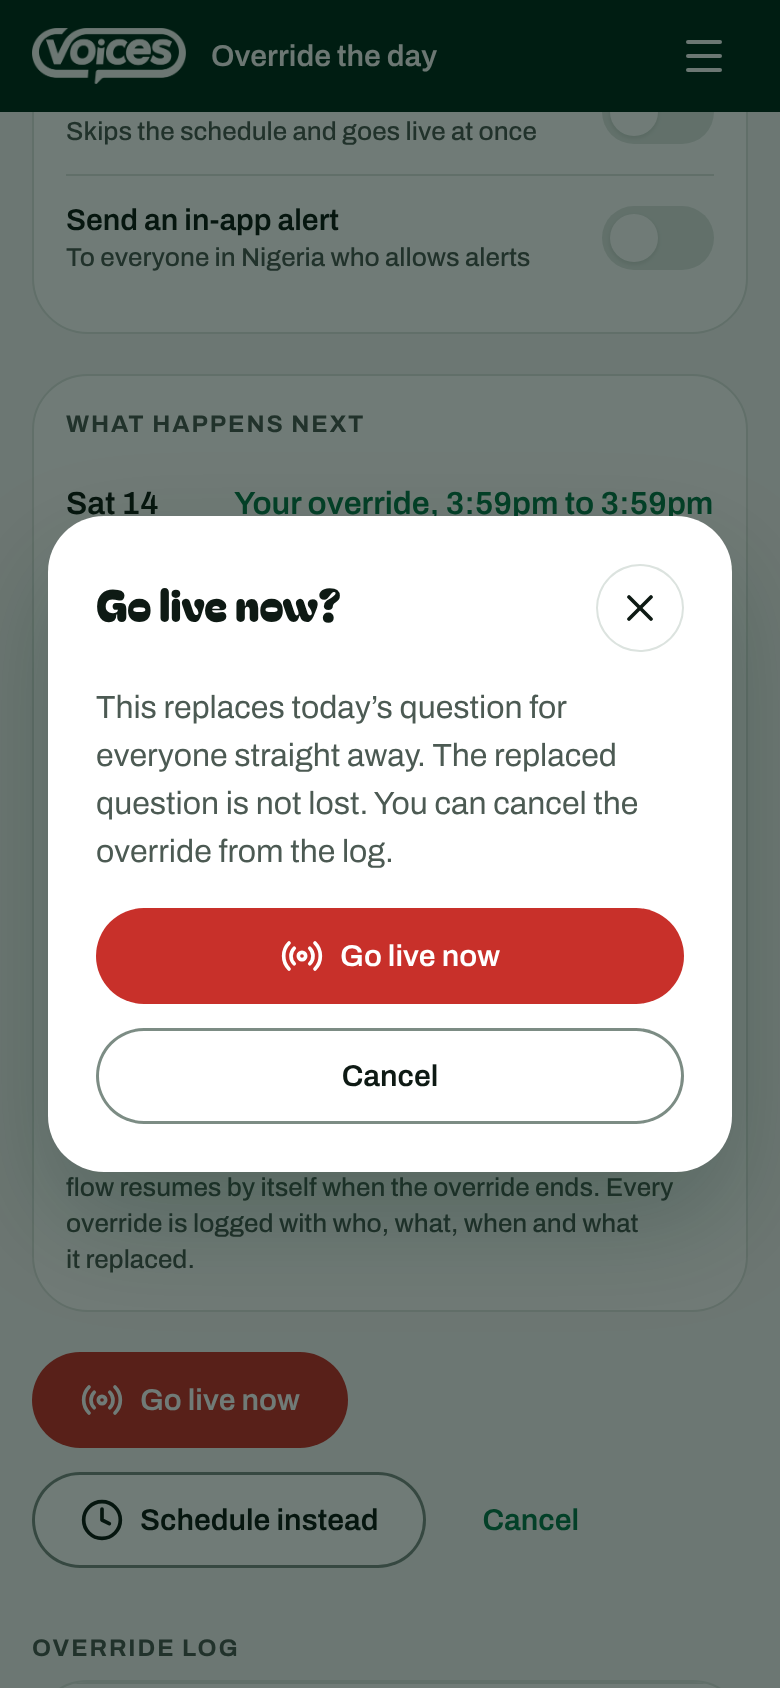 Voices
Override the day
Skips the schedule and goes live at once
Send an in-app alert
To everyone in Nigeria who allows alerts
WHAT HAPPENS NEXT
Sat 14
Your override, 3:59pm to 3:59pm
Go live now?
This replaces today’s question for
everyone straight away. The replaced
question is not lost. You can cancel the
override from the log.
Go live now
Cancel
flow resumes by itself when the override ends. Every
override is logged with who, what, when and what
it replaced.
Go live now
Schedule instead
Cancel
OVERRIDE LOG